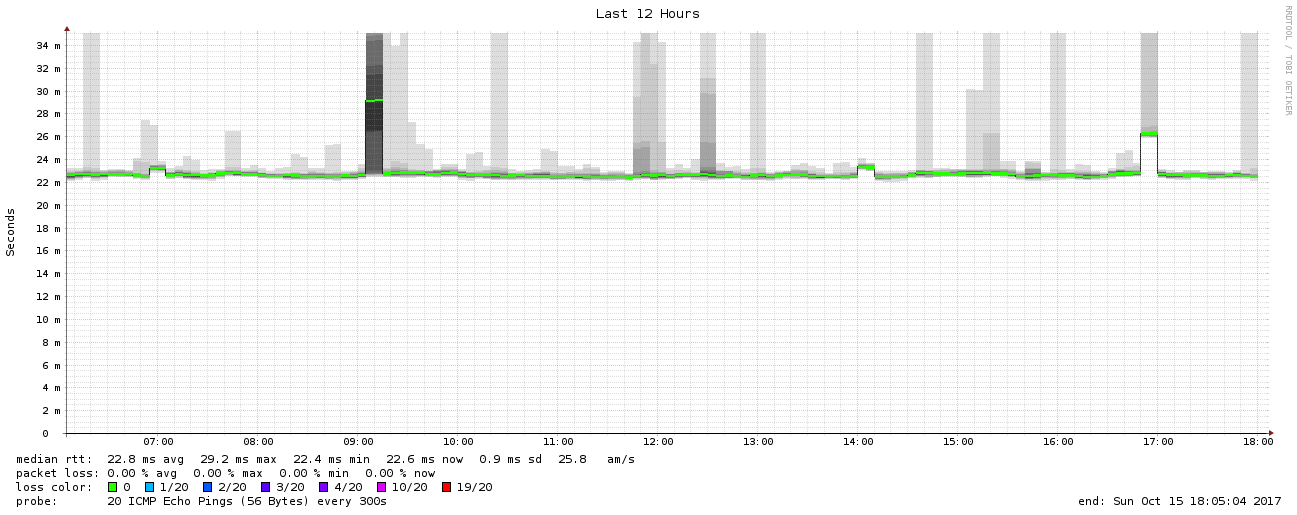 Last 12 Hours
RRDTOOL / TOBI OETIKER
Seconds
34 m
32 m
30 m
28 m
26 m
24 m
22 m
20 m
18 m
16 m
14 m
12 m
10 m
8 m
6 m
4 m
2 m
0
07:00 08:00 09:00 10:00 11:00 12:00 13:00 14:00 15:00 16:00 17:00 18:00
median rtt: 22.8 ms avg 29.2 ms max 22.4 ms min 22.6 ms now 0.9 ms sd 25.8 am/s
packet loss: 0.00 % avg 0.00 % max 0.00 % min 0.00 % now
loss color: 0 1/20 2/20 3/20 4/20 10/20 19/20
probe: 20 ICMP Echo Pings (56 Bytes) every 300s end: Sun Oct 15 18:05:04 2017